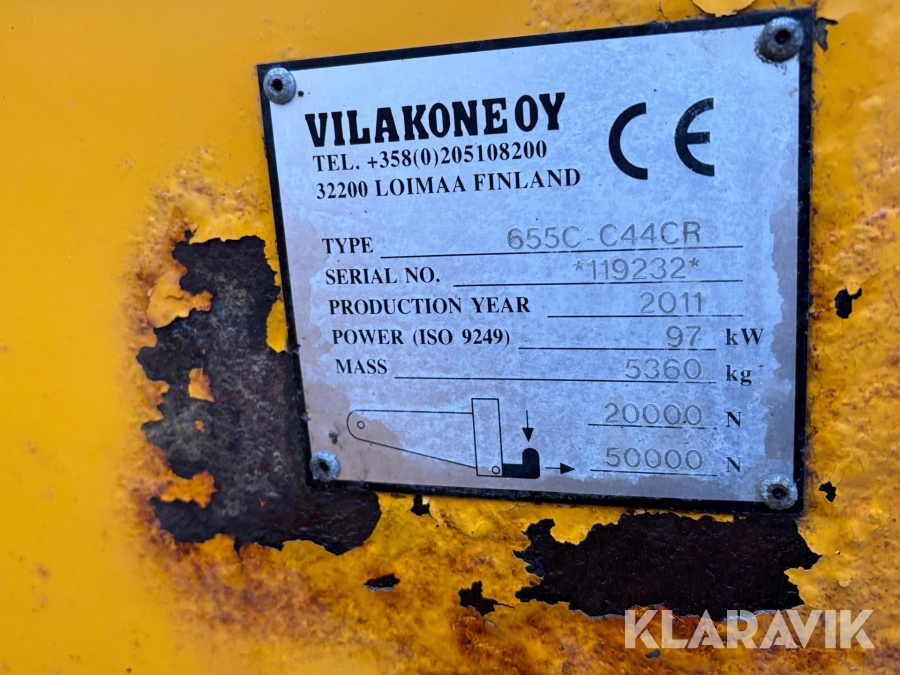 VILAKONE OY
TEL. +358(0)205108200
32200 LOIMAA FINLAND
CE
TYPE 655C-C44CR
SERIAL NO. *119232*
PRODUCTION YEAR 2011
POWER (ISO 9249) 97 kW
MASS 5360 kg
20000 N
50000 N
KLARAVIK